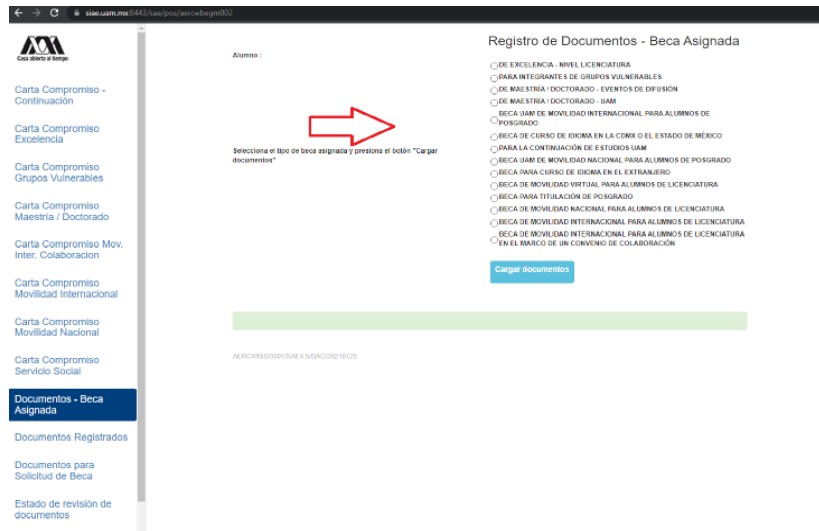 siae.uam.mx:8443/sae/pos/aercwbegm002
Casa abierta al tiempo
Carta Compromiso -
Continuación
Carta Compromiso
Excelencia
Carta Compromiso
Grupos Vulnerables
Carta Compromiso
Maestría / Doctorado
Carta Compromiso Mov.
Inter. Colaboracion
Carta Compromiso
Movilidad Internacional
Carta Compromiso
Movilidad Nacional
Carta Compromiso
Servicio Social
Documentos - Beca
Asignada
Documentos Registrados
Documentos para
Solicitud de Beca
Estado de revisión de
documentos
Alumno :
Selecciona el tipo de beca asignada y presiona el botón "Cargar
documentos"
Registro de Documentos - Beca Asignada
DE EXCELENCIA - NIVEL LICENCIATURA
PARA INTEGRANTES DE GRUPOS VULNERABLES
DE MAESTRÍA / DOCTORADO - EVENTOS DE DIFUSIÓN
DE MAESTRÍA / DOCTORADO - UAM
BECA UAM DE MOVILIDAD INTERNACIONAL PARA ALUMNOS DE
POSGRADO
BECA DE CURSO DE IDIOMA EN LA CDMX O EL ESTADO DE MÉXICO
PARA LA CONTINUACIÓN DE ESTUDIOS UAM
BECA UAM DE MOVILIDAD NACIONAL PARA ALUMNOS DE POSGRADO
BECA PARA CURSO DE IDIOMA EN EL EXTRANJERO
BECA DE MOVILIDAD VIRTUAL PARA ALUMNOS DE LICENCIATURA
BECA PARA TITULACIÓN DE POSGRADO
BECA DE MOVILIDAD NACIONAL PARA ALUMNOS DE LICENCIATURA
BECA DE MOVILIDAD INTERNACIONAL PARA ALUMNOS DE LICENCIATURA
BECA DE MOVILIDAD INTERNACIONAL PARA ALUMNOS DE LICENCIATURA
EN EL MARCO DE UN CONVENIO DE COLABORACIÓN
Cargar documentos